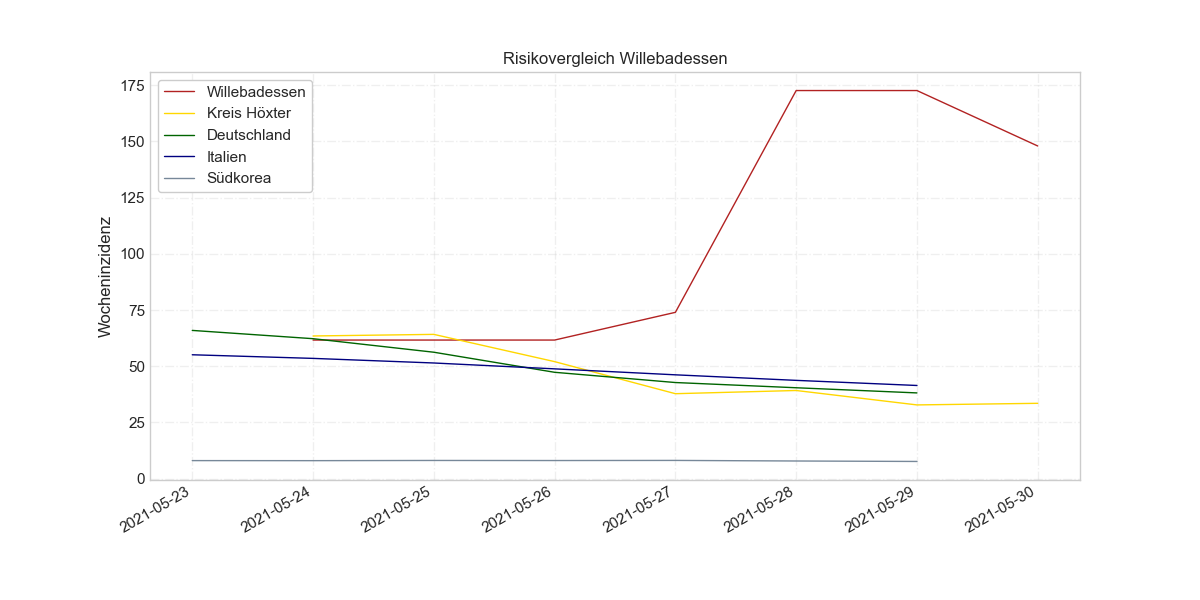 Risikovergleich Willebadessen
Willebadessen
Kreis Höxter
Deutschland
Italien
Südkorea
Wocheninzidenz
175
150
125
100
75
50
25
0
2021-05-23
2021-05-24
2021-05-25
2021-05-26
2021-05-27
2021-05-28
2021-05-29
2021-05-30